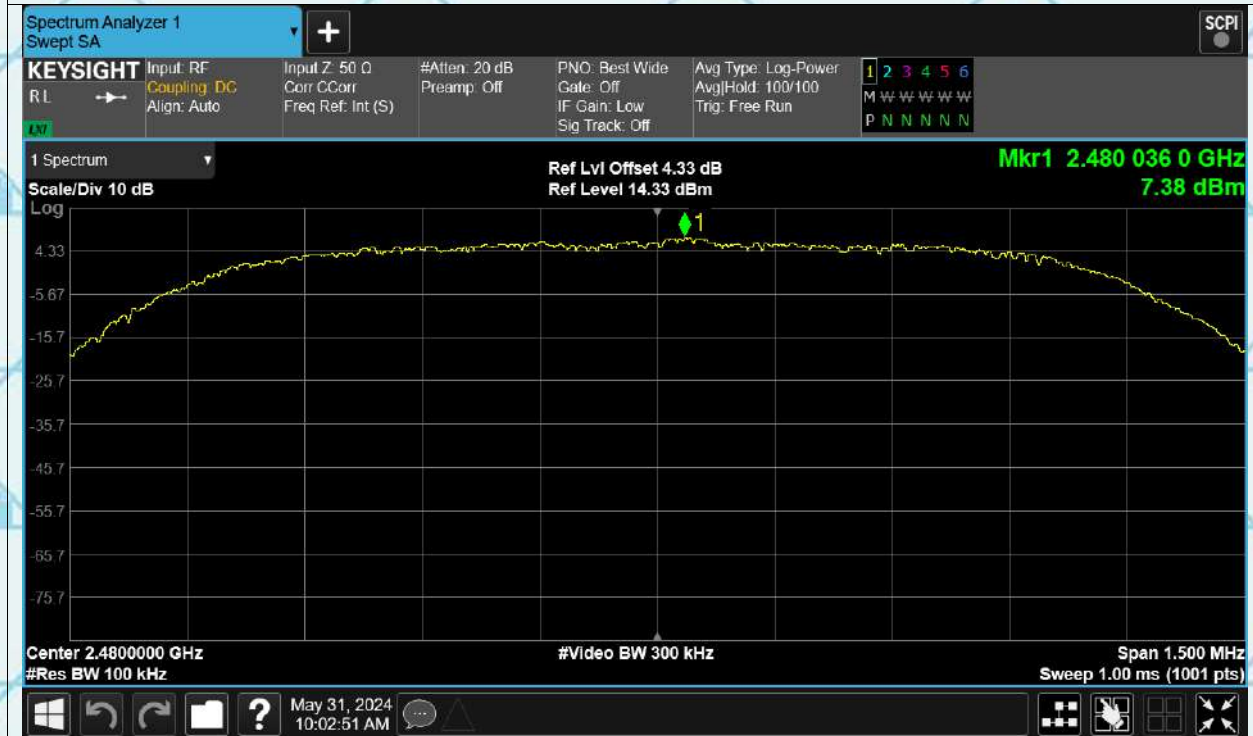 Spectrum Analyzer 1
Swept SA
+
SCPI
KEYSIGHT
RL
LXI
Input: RF
Coupling: DC
Align: Auto
Input Z: 50 Ω
Corr CCorr
Freq Ref: Int (S)
#Atten: 20 dB
Preamp: Off
PNO: Best Wide
Gate: Off
IF Gain: Low
Sig Track: Off
Avg Type: Log-Power
Avg|Hold: 100/100
Trig: Free Run
1 2 3 4 5 6
M W W W W W
P N N N N N
1 Spectrum
Scale/Div 10 dB
Log
Ref Lvl Offset 4.33 dB
Ref Level 14.33 dBm
Mkr1 2.480 036 0 GHz
7.38 dBm
1
4.33
-5.67
-15.7
-25.7
-35.7
-45.7
-55.7
-65.7
-75.7
Center 2.4800000 GHz
#Res BW 100 kHz
#Video BW 300 kHz
Span 1.500 MHz
Sweep 1.00 ms (1001 pts)
?
May 31, 2024
10:02:51 AM